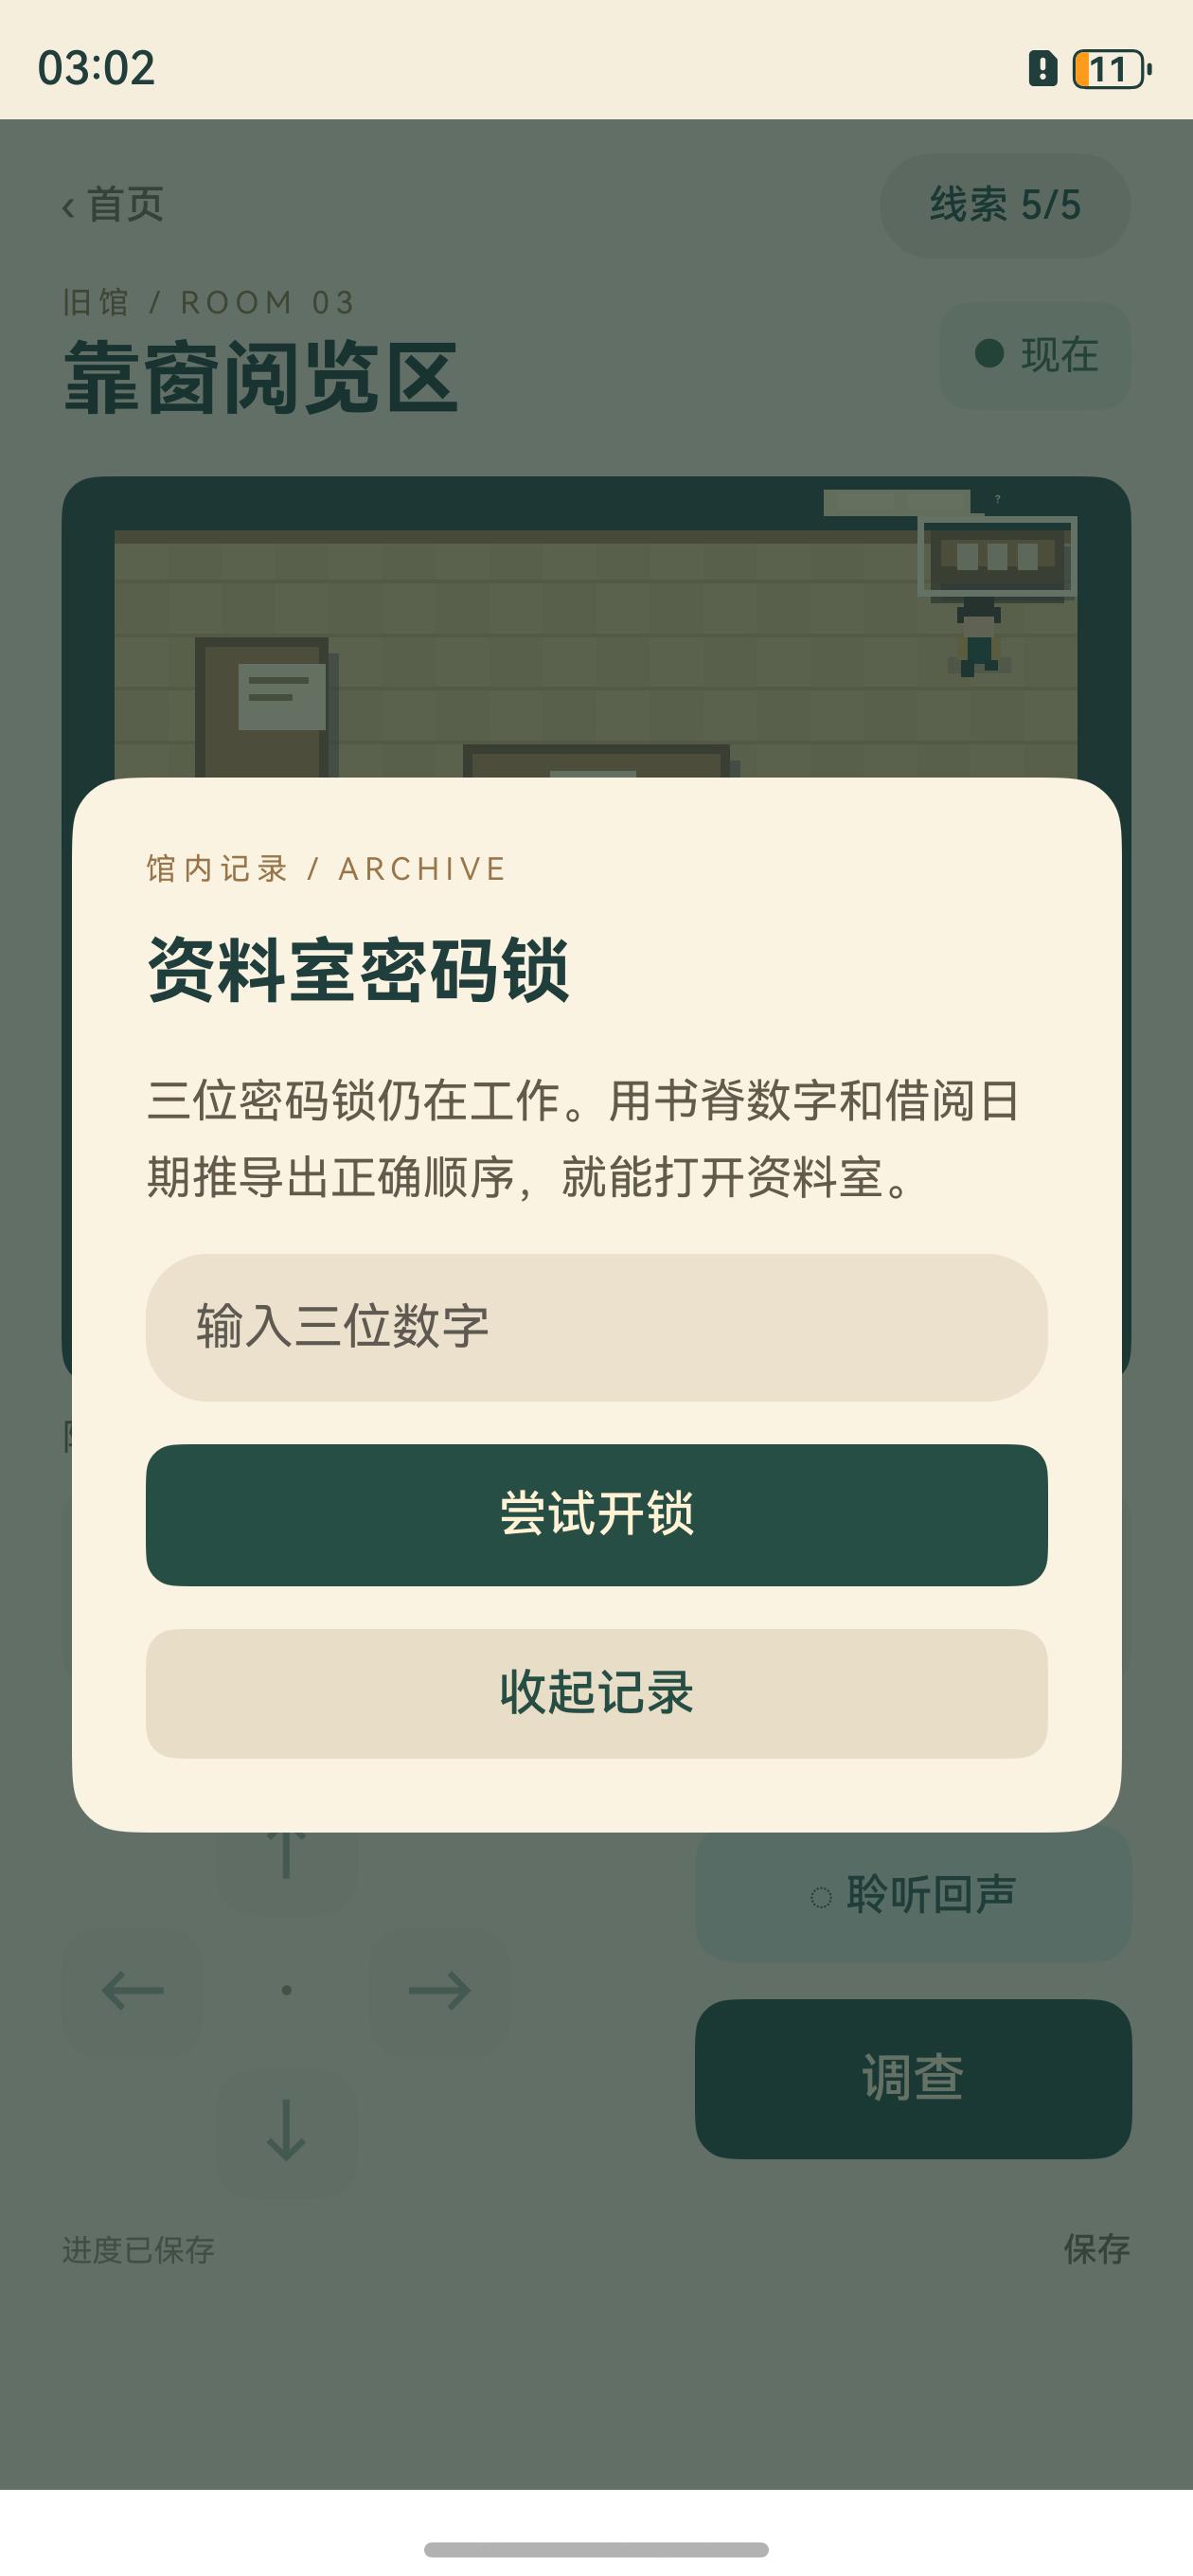 03:02
11
‹ 首页
线索 5/5
旧馆 / ROOM 03
靠窗阅览区
现在
?
馆内记录 / ARCHIVE
资料室密码锁
三位密码锁仍在工作。用书脊数字和借阅日
期推导出正确顺序，就能打开资料室。
输入三位数字
尝试开锁
收起记录
↑
聆听回声
← · →
调查
↓
进度已保存
保存